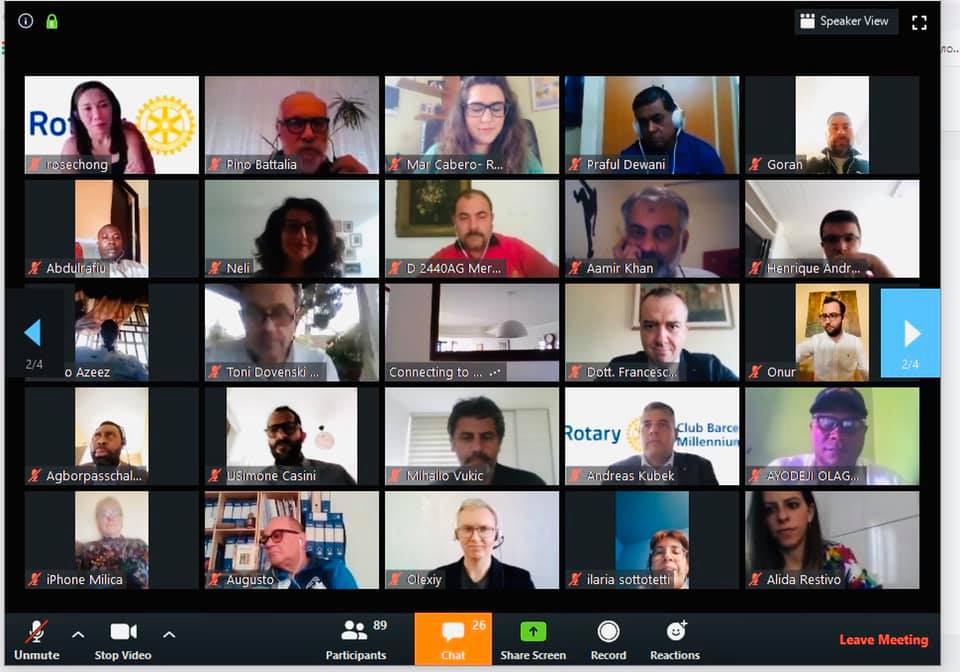 Speaker View
Rotary
rosechong
Pino Battalia
Mar Cabero- R...
Praful Dewani
Goran
Abdulrafiu
Neli
D 2440AG Mer...
Aamir Khan
Henrique Andr...
o Azeez
Toni Dovenski ...
Connecting to ...
Dott. Francesc...
Onur
2/4
2/4
Rotary
Club Barce
Millennium
Agborpasschal...
USimone Casini
Mihailo Vukic
Andreas Kubek
AYODEJI OLAG...
iPhone Milica
Augusto
Olexiy
ilaria sottotetti
Alida Restivo
89
26
Unmute
Stop Video
Participants
Chat
Share Screen
Record
Reactions
Leave Meeting